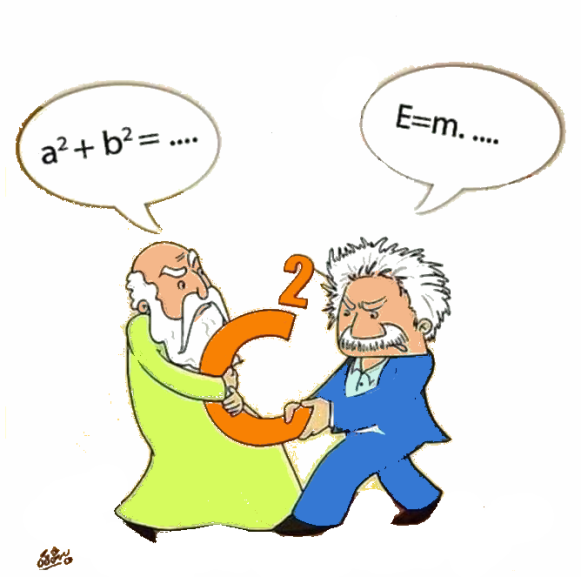 a² + b² = ....
E=m. ....
C²